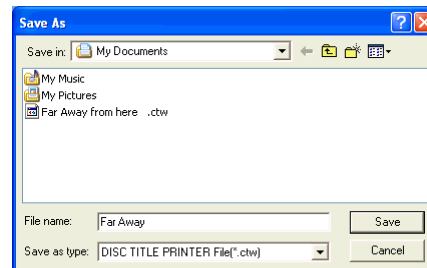 Save As
Save in: My Documents
My Music
My Pictures
Far Away from here .ctw
File name: Far Away Save
Save as type: DISC TITLE PRINTER File(*.ctw) Cancel